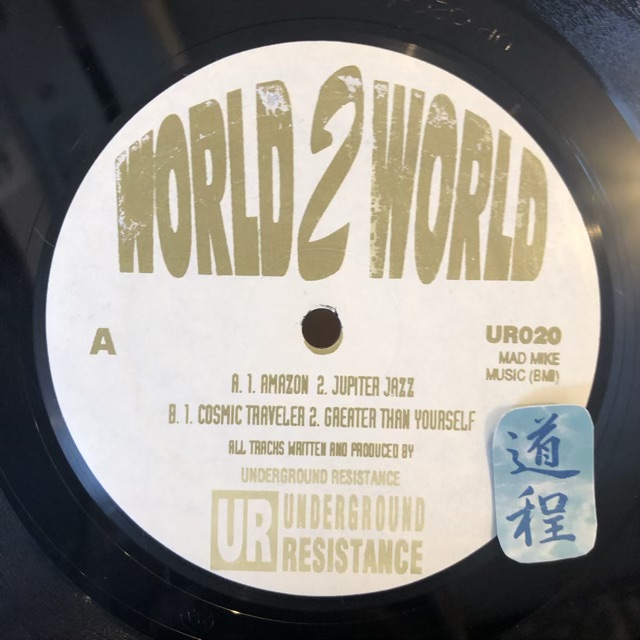 WORLD 2 WORLD
A
UR020
MAD MIKE
MUSIC (BMI)
A. 1. AMAZON 2. JUPITER JAZZ
B. 1. COSMIC TRAVELER 2. GREATER THAN YOURSELF
ALL TRACKS WRITTEN AND PRODUCED BY
UNDERGROUND RESISTANCE
UR UNDERGROUND
RESISTANCE
道程